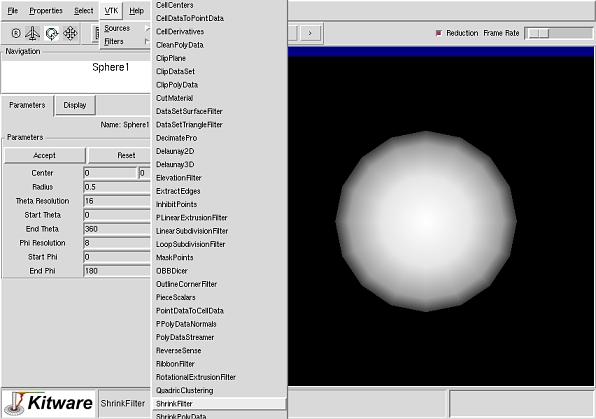 File Properties Select VTK Help
Sources
Filters
Reduction Frame Rate
Navigation
Sphere1
Parameters Display
Name: Sphere1
Parameters
Accept Reset
Center 0 0
Radius 0.5
Theta Resolution 16
Start Theta 0
End Theta 360
Phi Resolution 8
Start Phi 0
End Phi 180
CellCenters
CellDataToPointData
CellDerivatives
CleanPolyData
ClipPlane
ClipDataSet
ClipPolyData
CutMaterial
DataSetSurfaceFilter
DataSetTriangleFilter
DecimatePro
Delaunay2D
Delaunay3D
ElevationFilter
ExtractEdges
InhibitPoints
PLinearExtrusionFilter
LinearSubdivisionFilter
LoopSubdivisionFilter
MaskPoints
OBBDicer
OutlineCornerFilter
PieceScalars
PointDataToCellData
PPolyDataNormals
PolyDataStreamer
ReverseSense
RibbonFilter
RotationalExtrusionFilter
QuadricClustering
ShrinkFilter
ShrinkPolyData
Kitware ShrinkFilter